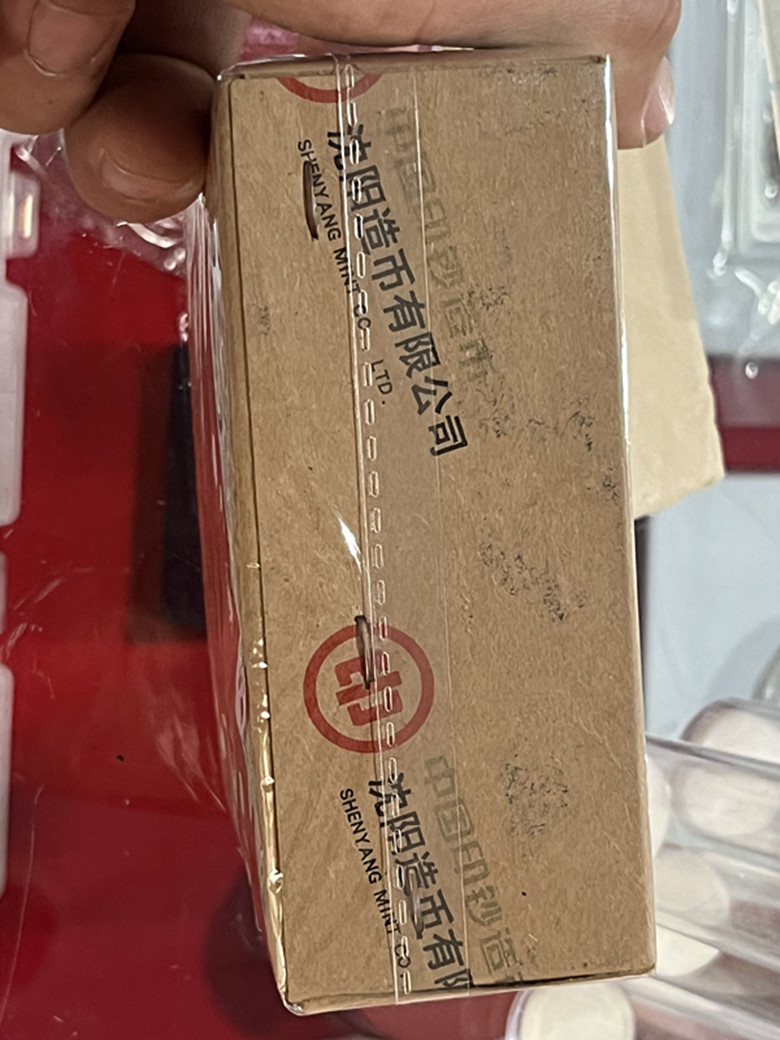 沈阳造币有限公司
SHENYANG MINT CO., LTD.
中国印钞造币
沈阳造币有限
SHENYANG MINT CO
中国印钞造